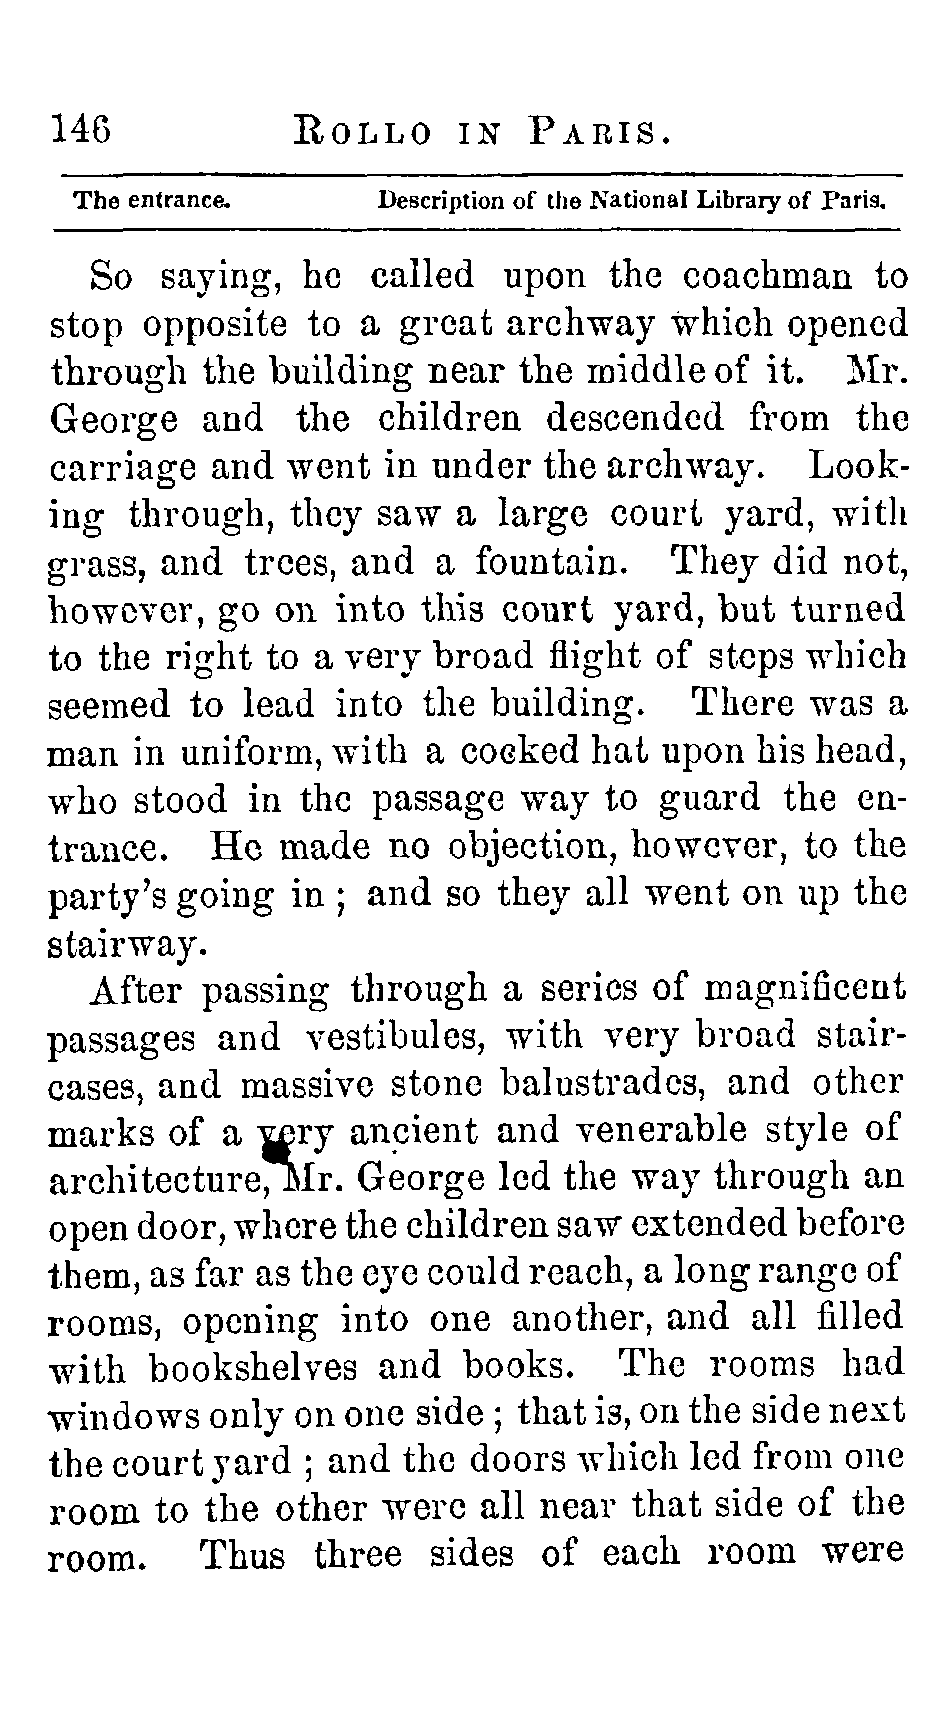 146 ROLLO IN PARIS.
The entrance. Description of the National Library of Paris.
So saying, he called upon the coachman to
stop opposite to a great archway which opened
through the building near the middle of it. Mr.
George and the children descended from the
carriage and went in under the archway. Look-
ing through, they saw a large court yard, with
grass, and trees, and a fountain. They did not,
however, go on into this court yard, but turned
to the right to a very broad flight of steps which
seemed to lead into the building. There was a
man in uniform, with a cocked hat upon his head,
who stood in the passage way to guard the en-
trance. He made no objection, however, to the
party's going in ; and so they all went on up the
stairway.
After passing through a series of magnificent
passages and vestibules, with very broad stair-
cases, and massive stone balustrades, and other
marks of a very ancient and venerable style of
architecture, Mr. George led the way through an
open door, where the children saw extended before
them, as far as the eye could reach, a long range of
rooms, opening into one another, and all filled
with bookshelves and books. The rooms had
windows only on one side ; that is, on the side next
the court yard ; and the doors which led from one
room to the other were all near that side of the
room. Thus three sides of each room were